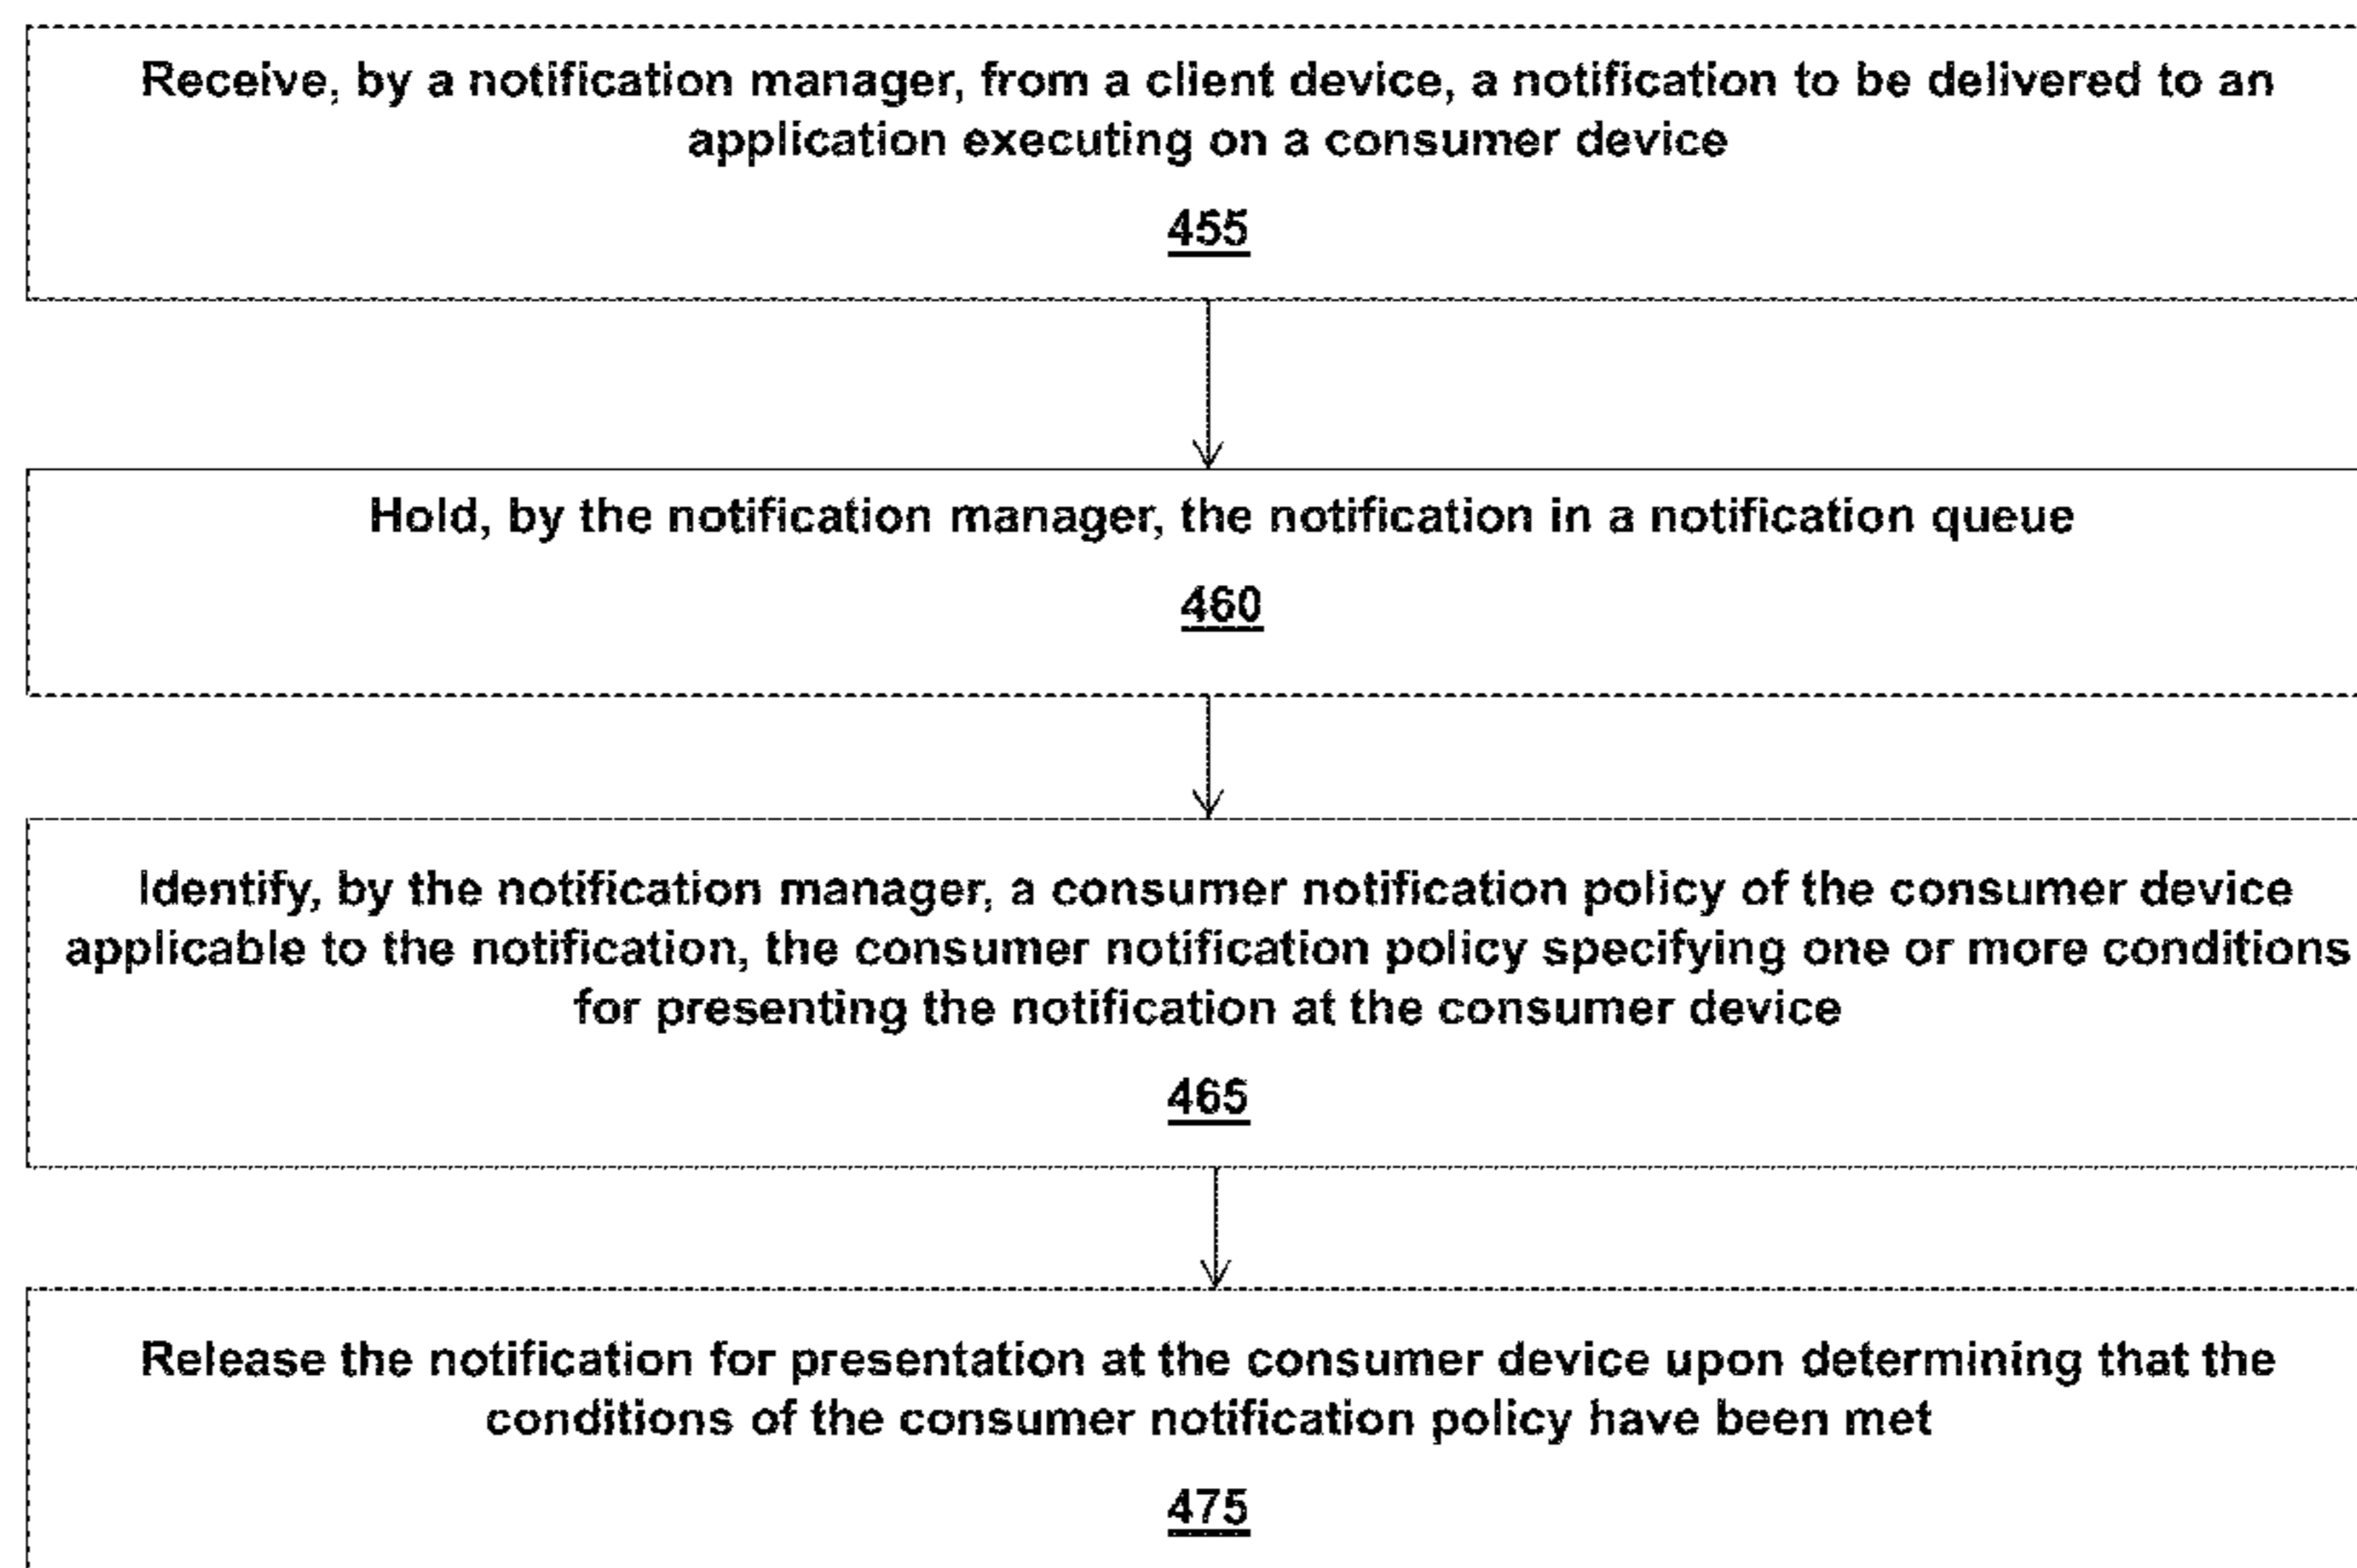 Receive, by a notification manager, from a client device, a notification to be delivered to an
application executing on a consumer device
455
Hold, by the notification manager, the notification in a notification queue
460
Identify, by the notification manager, a consumer notification policy of the consumer device
applicable to the notification, the consumer notification policy specifying one or more conditions
for presenting the notification at the consumer device
465
Release the notification for presentation at the consumer device upon determining that the
conditions of the consumer notification policy have been met
475